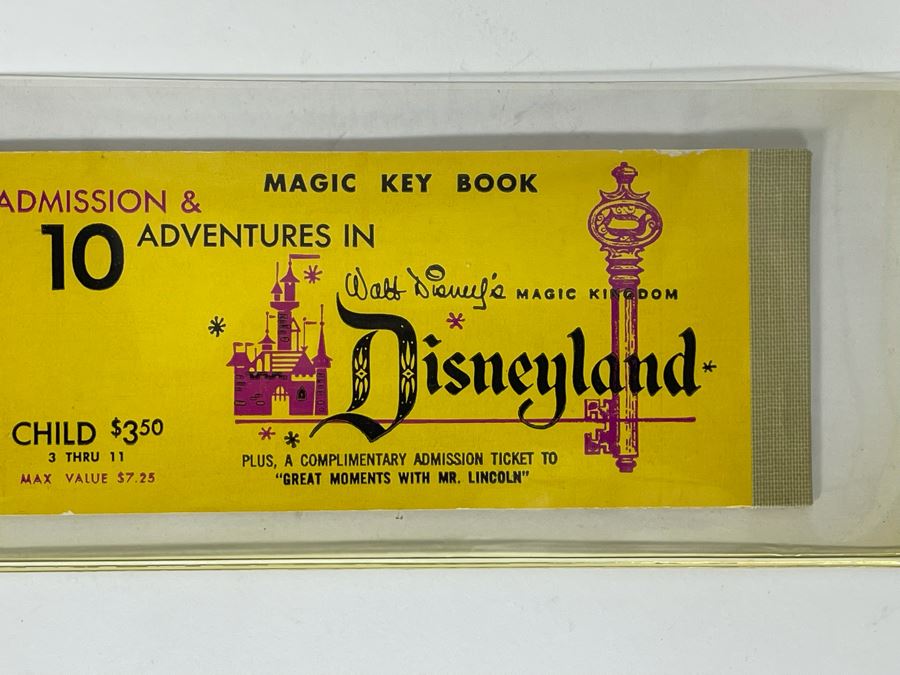 MAGIC KEY BOOK
ADMISSION &
10 ADVENTURES IN
Walt Disney's MAGIC KINGDOM
Disneyland
CHILD $3.50
3 THRU 11
MAX VALUE $7.25
PLUS, A COMPLIMENTARY ADMISSION TICKET TO
"GREAT MOMENTS WITH MR. LINCOLN"